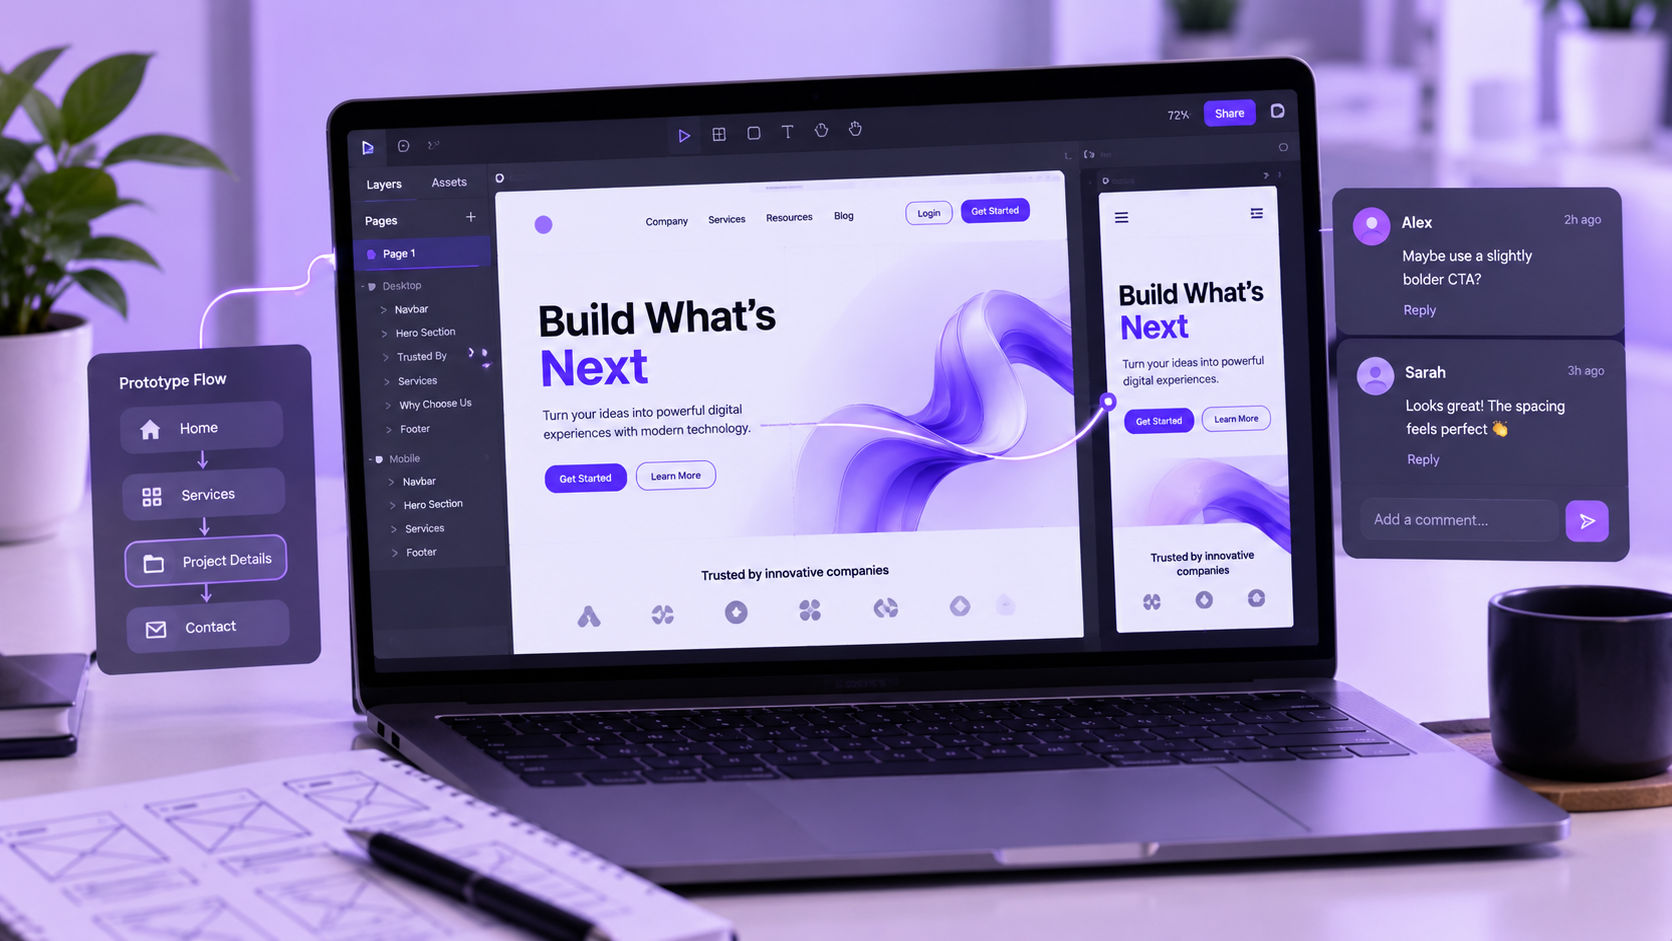 72%
Share
Layers
Assets
Pages
Page 1
Desktop
Navbar
Hero Section
Trusted By
Services
Why Choose Us
Footer
Mobile
Navbar
Hero Section
Services
Footer
Company
Services
Resources
Blog
Login
Get Started
Build What's
Next
Turn your ideas into powerful digital
experiences with modern technology.
Get Started
Learn More
Trusted by innovative companies
Build What's
Next
Turn your ideas into powerful
digital experiences.
Get Started
Learn More
Trusted by innovative
companies
Prototype Flow
Home
Services
Project Details
Contact
Alex
2h ago
Maybe use a slightly
bolder CTA?
Reply
Sarah
3h ago
Looks great! The spacing
feels perfect 👏
Reply
Add a comment...